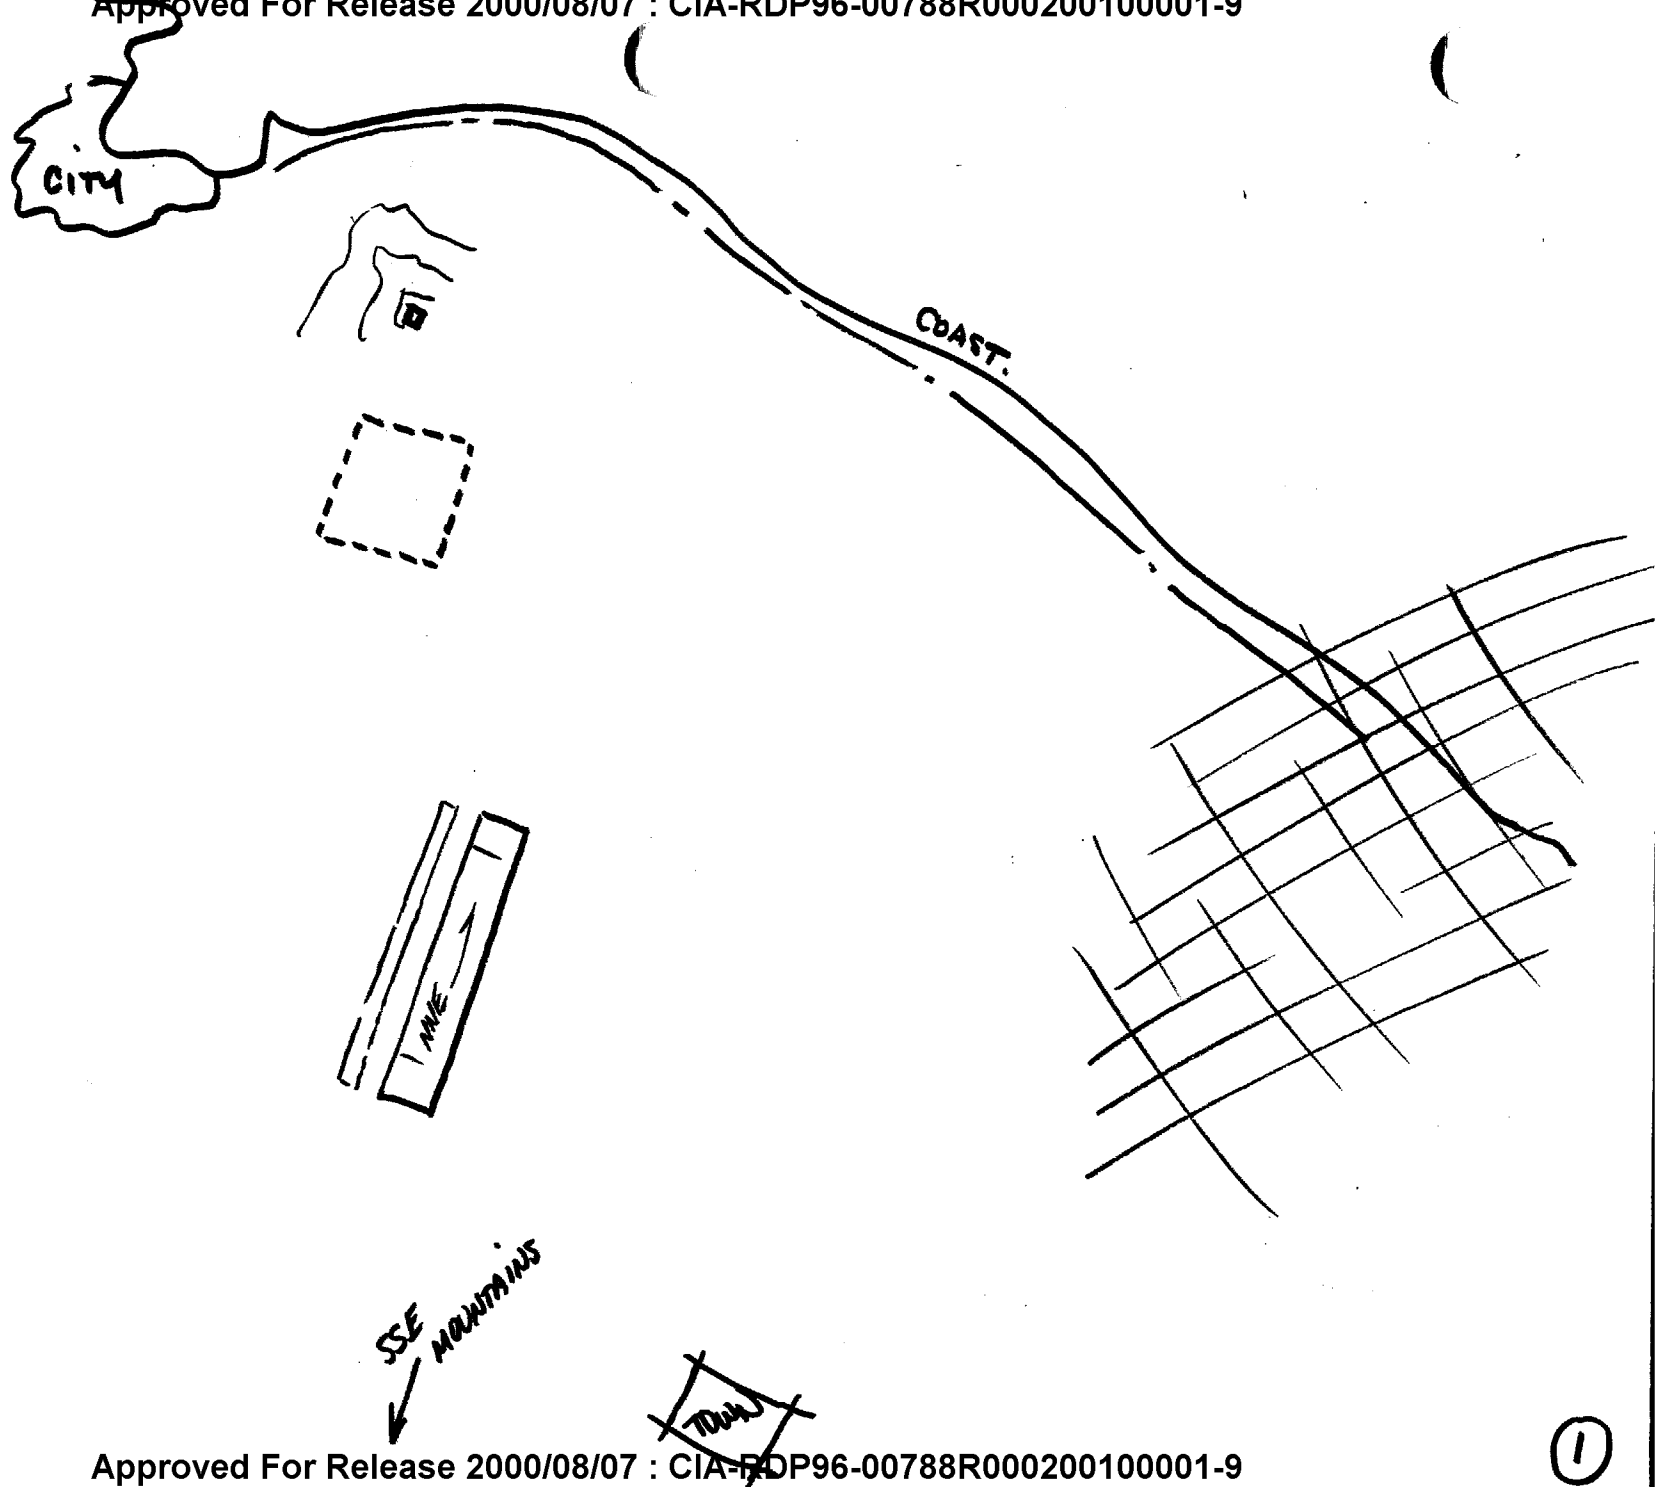 Approved For Release 2000/08/07 : CIA-RDP96-00788R000200100001-9
CITY
COAST.
NNE
SSE
MOUNTAINS
TOWN
Approved For Release 2000/08/07 : CIA-RDP96-00788R000200100001-9
1